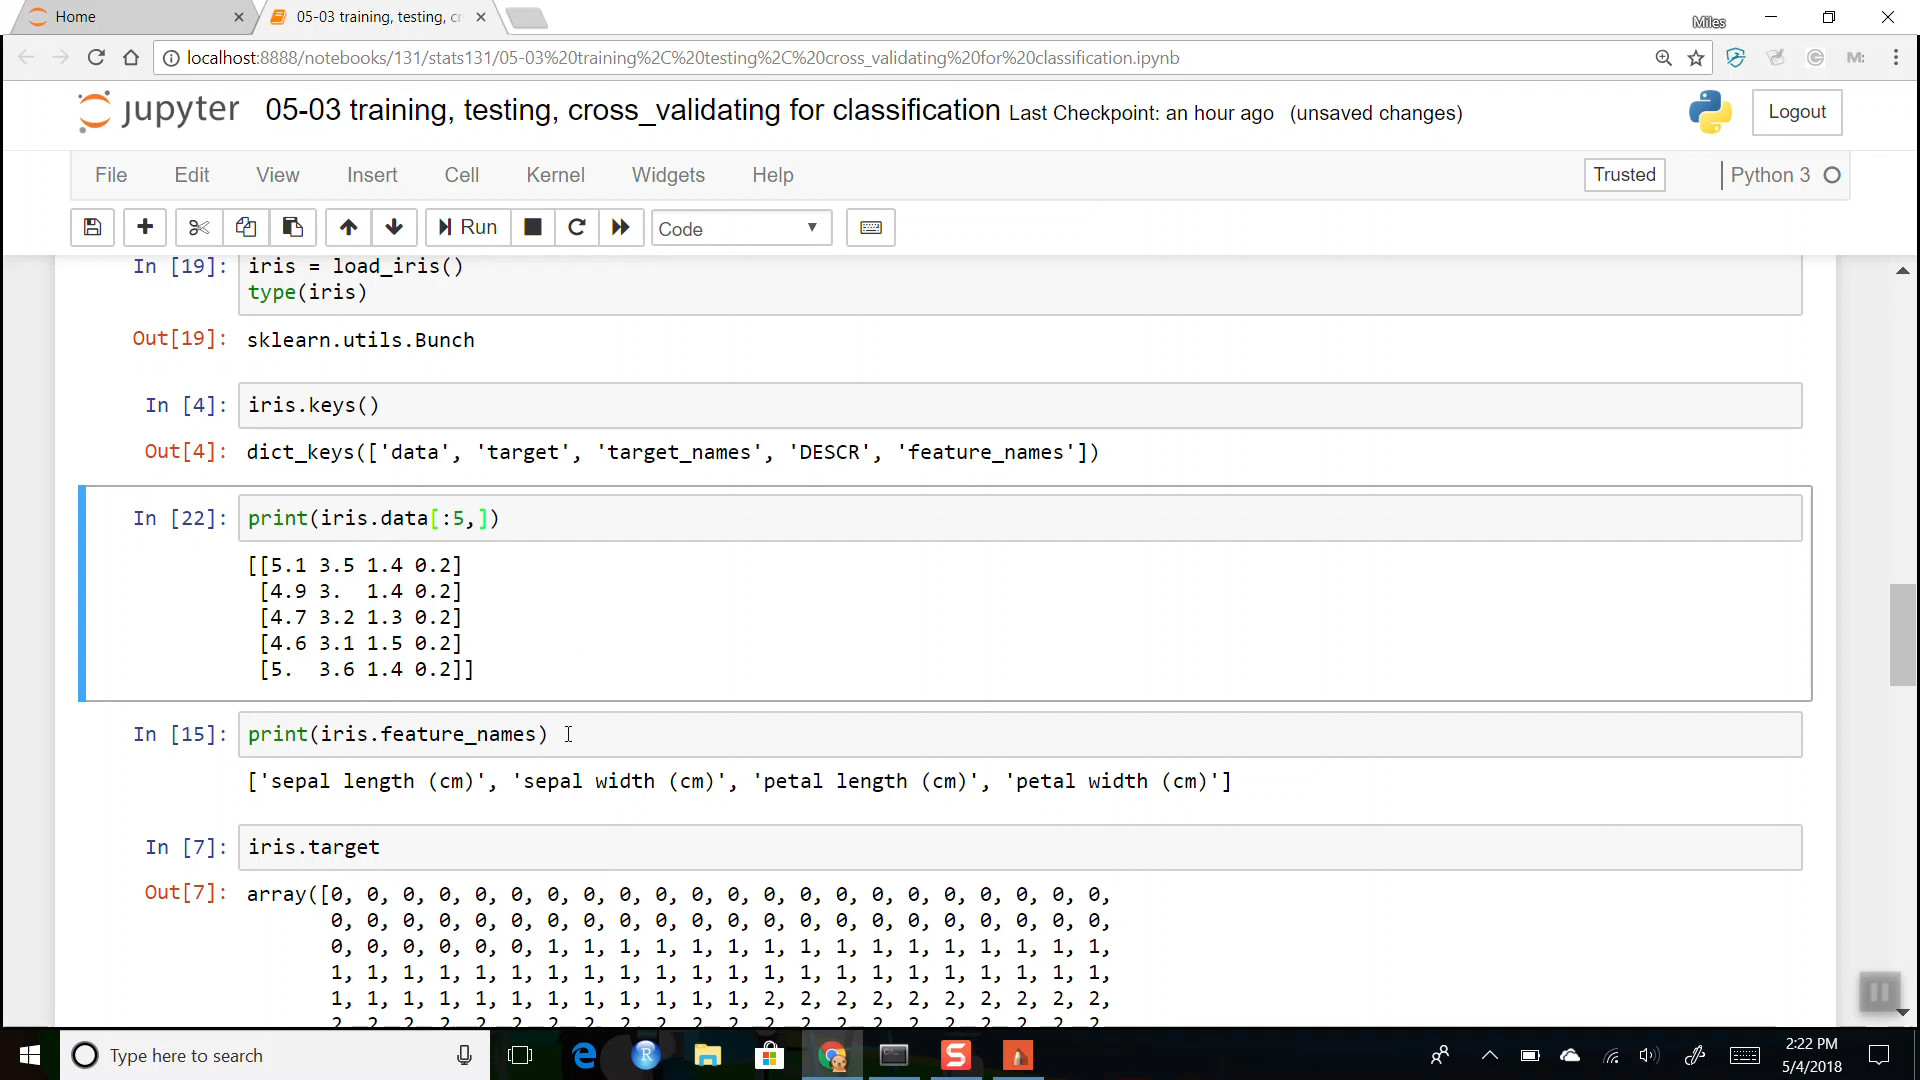 Home
05-03 training, testing, cr
Miles
localhost:8888/notebooks/131/stats131/05-03%20training%2C%20testing%2C%20cross_validating%20for%20classification.ipynb
M:
jupyter 05-03 training, testing, cross_validating for classification Last Checkpoint: an hour ago (unsaved changes)
Logout
File Edit View Insert Cell Kernel Widgets Help
Trusted
Python 3
Run
Code
In [19]: iris = load_iris()
type(iris)
Out[19]: sklearn.utils.Bunch
In [4]: iris.keys()
Out[4]: dict_keys(['data', 'target', 'target_names', 'DESCR', 'feature_names'])
In [22]: print(iris.data[:5,])
[[5.1 3.5 1.4 0.2]
[4.9 3.  1.4 0.2]
[4.7 3.2 1.3 0.2]
[4.6 3.1 1.5 0.2]
[5.  3.6 1.4 0.2]]
In [15]: print(iris.feature_names)
['sepal length (cm)', 'sepal width (cm)', 'petal length (cm)', 'petal width (cm)']
In [7]: iris.target
Out[7]: array([0, 0, 0, 0, 0, 0, 0, 0, 0, 0, 0, 0, 0, 0, 0, 0, 0, 0, 0, 0, 0, 0,
0, 0, 0, 0, 0, 0, 0, 0, 0, 0, 0, 0, 0, 0, 0, 0, 0, 0, 0, 0, 0, 0,
0, 0, 0, 0, 0, 0, 1, 1, 1, 1, 1, 1, 1, 1, 1, 1, 1, 1, 1, 1, 1, 1,
1, 1, 1, 1, 1, 1, 1, 1, 1, 1, 1, 1, 1, 1, 1, 1, 1, 1, 1, 1, 1, 1,
1, 1, 1, 1, 1, 1, 1, 1, 1, 1, 1, 1, 2, 2, 2, 2, 2, 2, 2, 2, 2, 2,
Type here to search
2:22 PM
5/4/2018